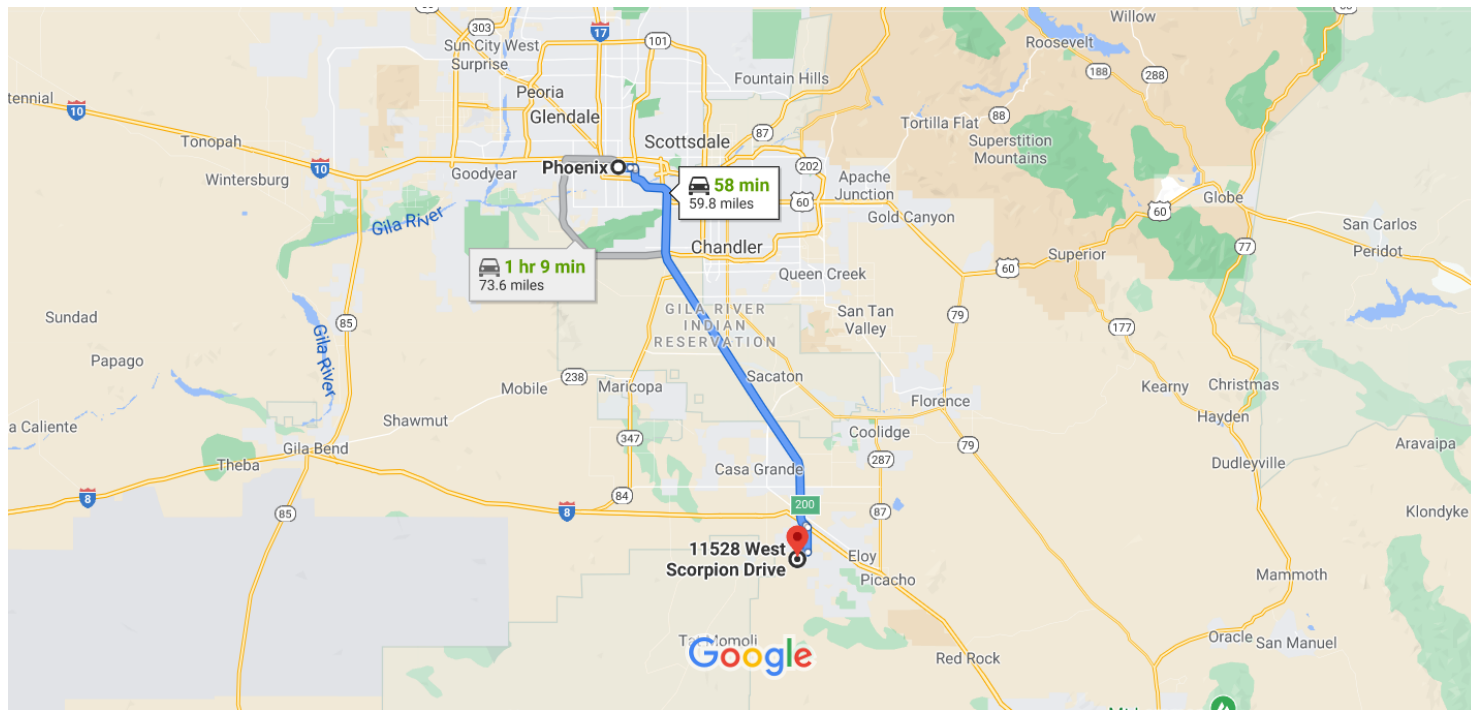 Willow
303
17
Sun City West
101
Roosevelt
Surprise
188
288
Fountain Hills
Peoria
10
Glendale
88
Tortilla Flat
87
Superstition
Mountains
Tonopah
Scottsdale
10
Phoenix
202
Wintersburg
Goodyear
58 min
59.8 miles
Apache
Junction
60
Globe
Gila River
Gold Canyon
60
San Carlos
Chandler
77
Peridot
1 hr 9 min
73.6 miles
Superior
60
Queen Creek
GILA RIVER
INDIAN
RESERVATION
San Tan
Valley
79
Sundad
85
177
Gila River
Papago
Sacaton
Mobile
238
Maricopa
Kearny
Christmas
Florence
Shawmut
Hayden
a Caliente
347
Coolidge
79
Aravaipa
Gila Bend
Theba
Casa Grande
287
Dudleyville
8
84
200
85
8
87
Klondyke
11528 West
Scorpion Drive
Eloy
Picacho
Mammoth
Tat Momoli
Google
Red Rock
Oracle
San Manuel